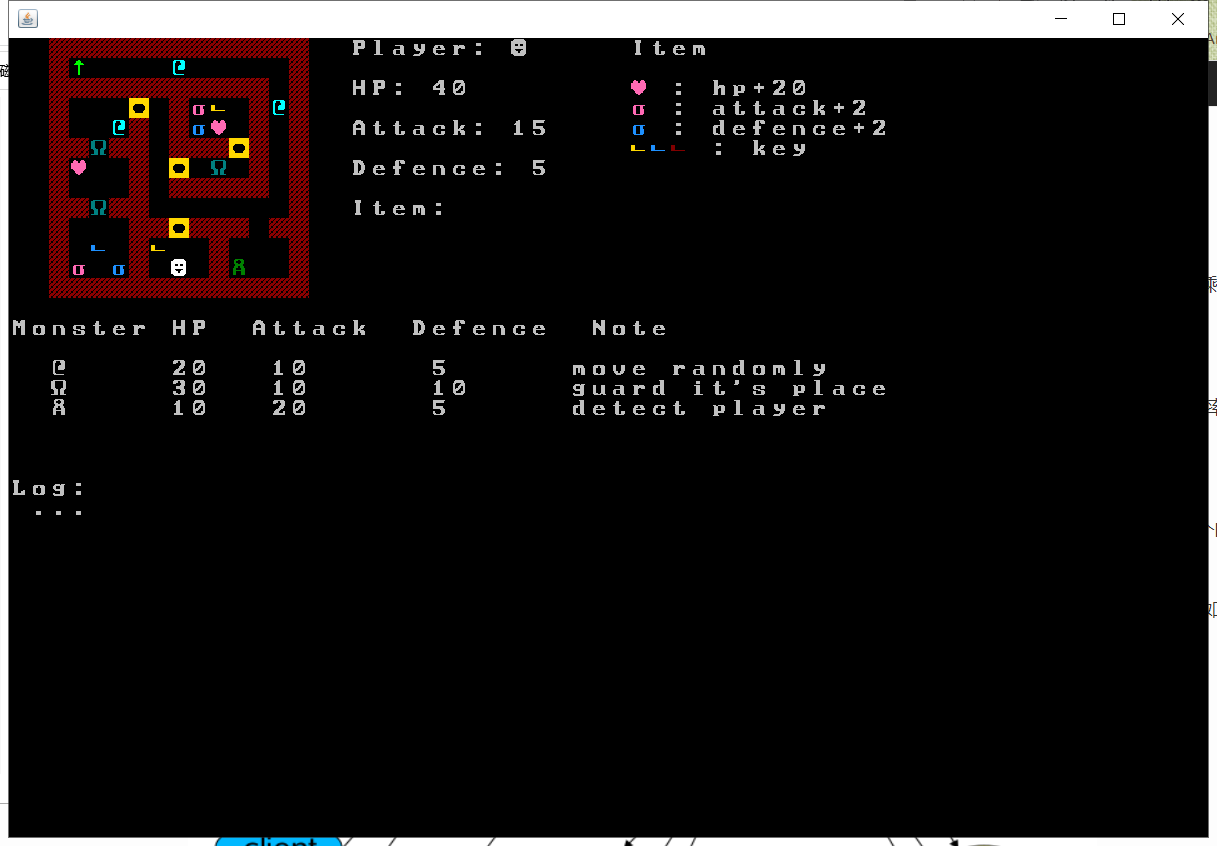 Player: Item
HP: 40 : hp+20
: attack+2
Attack: 15 : defence+2
: key
Defence: 5
Item:
Monster HP Attack Defence Note
20 10 5 move randomly
Ω 30 10 10 guard it's place
10 20 5 detect player
Log:
...
client